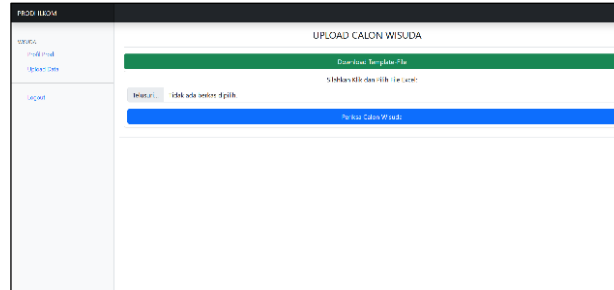 PRODI ILKOM
WISUDA
Profil Prodi
Upload Data
Logout
UPLOAD CALON WISUDA
Download Template-File
Silahkan Klik dan Pilih File Excel:
Telusuri... Tidak ada berkas dipilih.
Periksa Calon Wisuda